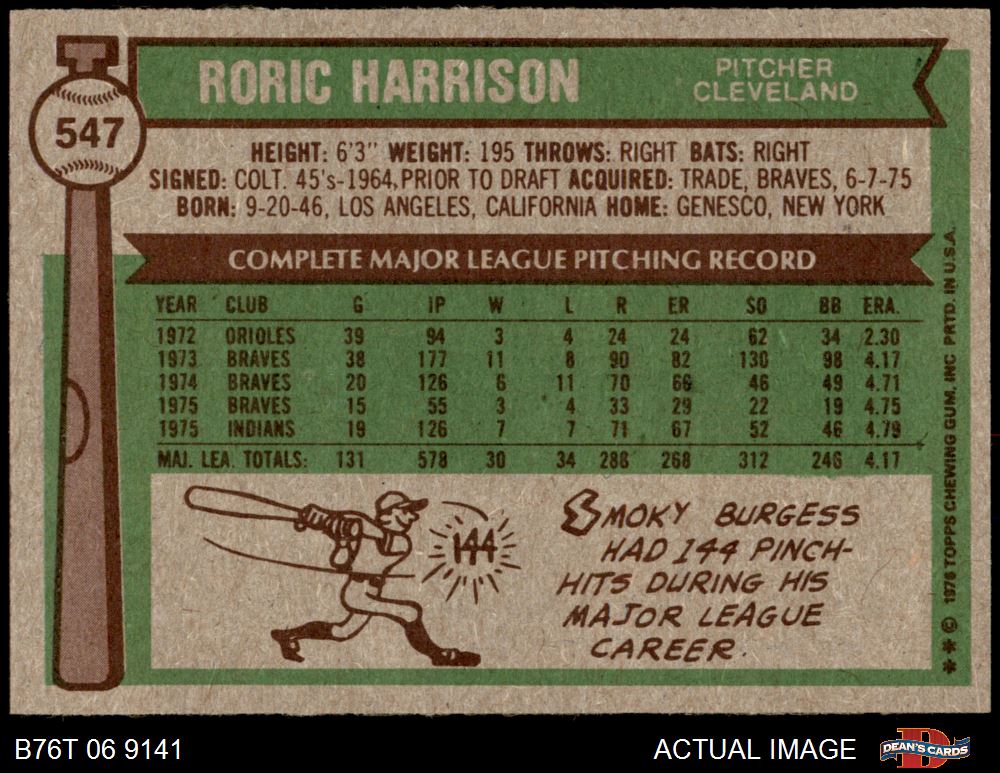 547
RORIC HARRISON
PITCHER
CLEVELAND
HEIGHT: 6'3" WEIGHT: 195 THROWS: RIGHT BATS: RIGHT
SIGNED: COLT. 45's-1964, PRIOR TO DRAFT ACQUIRED: TRADE, BRAVES, 6-7-75
BORN: 9-20-46, LOS ANGELES, CALIFORNIA HOME: GENESCO, NEW YORK
COMPLETE MAJOR LEAGUE PITCHING RECORD
YEAR CLUB G IP W L R ER SO BB ERA.
1972 ORIOLES 39 94 3 4 24 24 62 34 2.30
1973 BRAVES 38 177 11 8 90 82 130 98 4.17
1974 BRAVES 20 126 6 11 70 66 46 49 4.71
1975 BRAVES 15 55 3 4 33 29 22 19 4.75
1975 INDIANS 19 126 7 7 71 67 52 46 4.79
MAJ. LEA. TOTALS: 131 578 30 34 288 268 312 246 4.17
144
SMOKY BURGESS
HAD 144 PINCH-
HITS DURING HIS
MAJOR LEAGUE
CAREER.
** © 1976 TOPPS CHEWING GUM, INC PRTD. IN U.S.A.
B76T 06 9141
ACTUAL IMAGE
DEAN'S CARDS